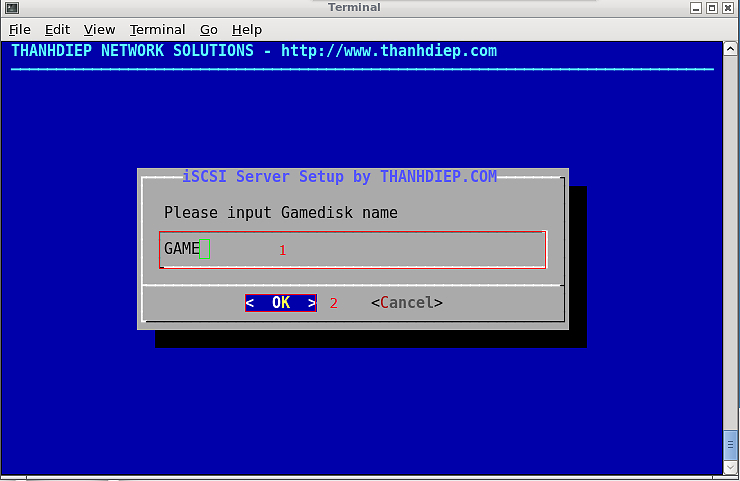 Terminal
File Edit View Terminal Go Help
THANHDIEP NETWORK SOLUTIONS - http://www.thanhdiep.com
iSCSI Server Setup by THANHDIEP.COM
Please input Gamedisk name
GAME 1
< OK > 2 <Cancel>